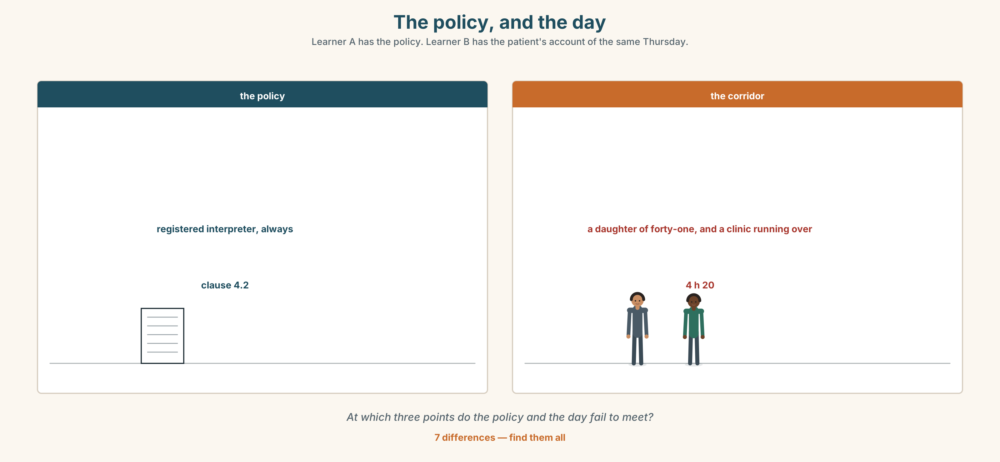 The policy, and the day
Learner A has the policy. Learner B has the patient's account of the same Thursday.
the policy
registered interpreter, always
clause 4.2
the corridor
a daughter of forty-one, and a clinic running over
4 h 20
At which three points do the policy and the day fail to meet?
7 differences — find them all